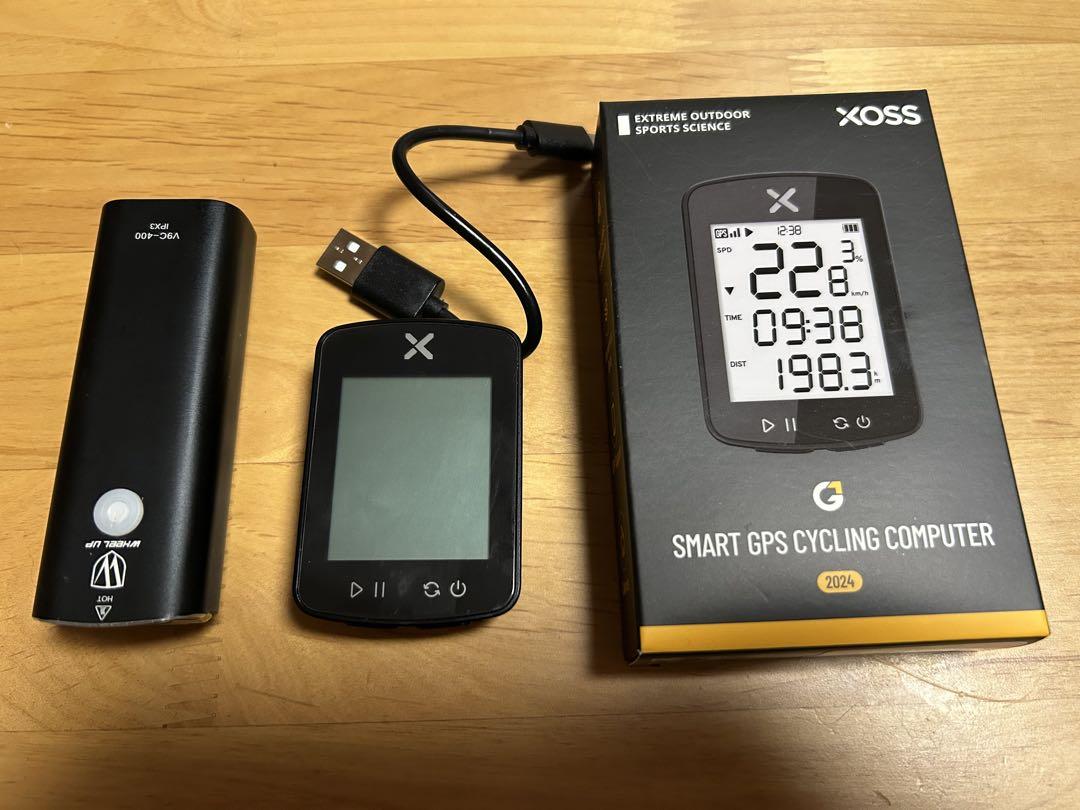 V9C-400
IPX3
WHEEL UP
HOT
EXTREME OUTDOOR
SPORTS SCIENCE
XOSS
GPS
12:38
SPD
22.8
3%
km/h
TIME
09:38
DIST
198.3
km
G
SMART GPS CYCLING COMPUTER
2024